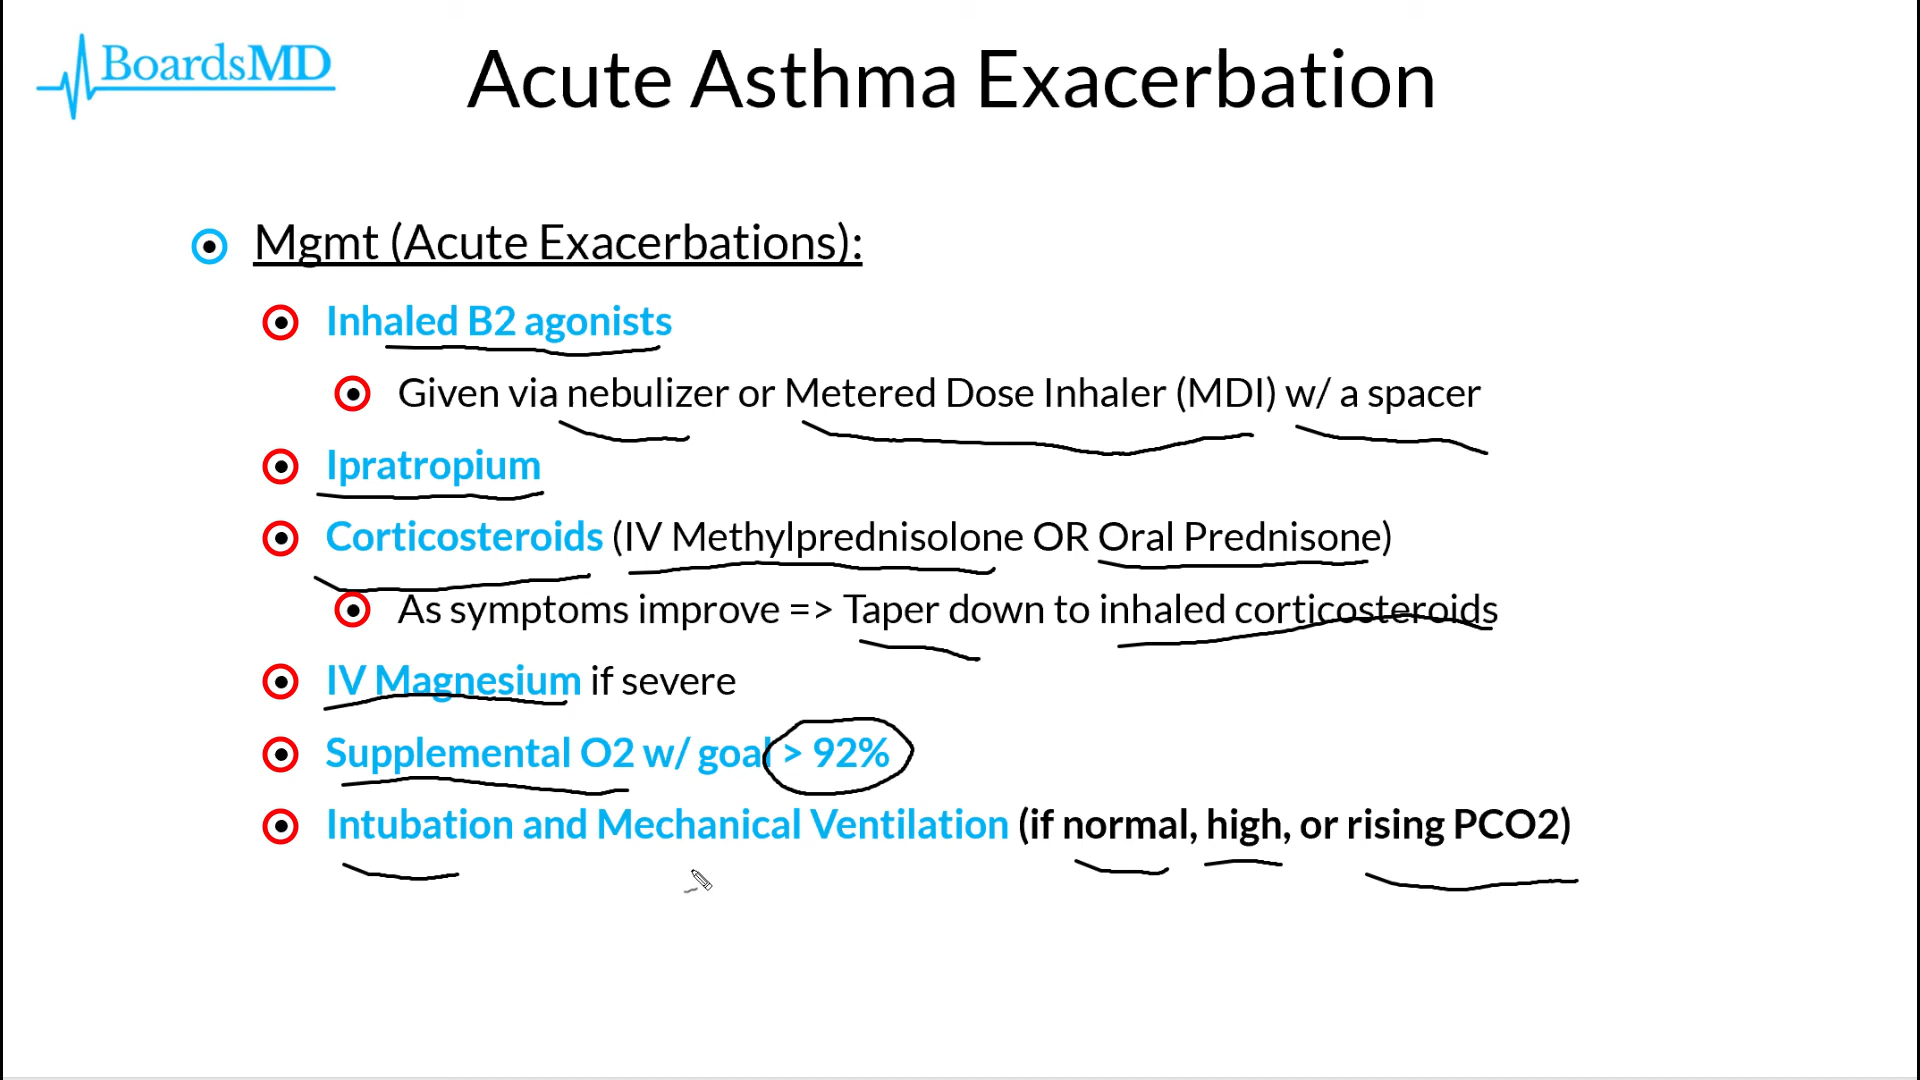 BoardsMD
Acute Asthma Exacerbation
Mgmt (Acute Exacerbations):
Inhaled B2 agonists
Given via nebulizer or Metered Dose Inhaler (MDI) w/ a spacer
Ipratropium
Corticosteroids (IV Methylprednisolone OR Oral Prednisone)
As symptoms improve => Taper down to inhaled corticosteroids
IV Magnesium if severe
Supplemental O2 w/ goal > 92%
Intubation and Mechanical Ventilation (if normal, high, or rising PCO2)